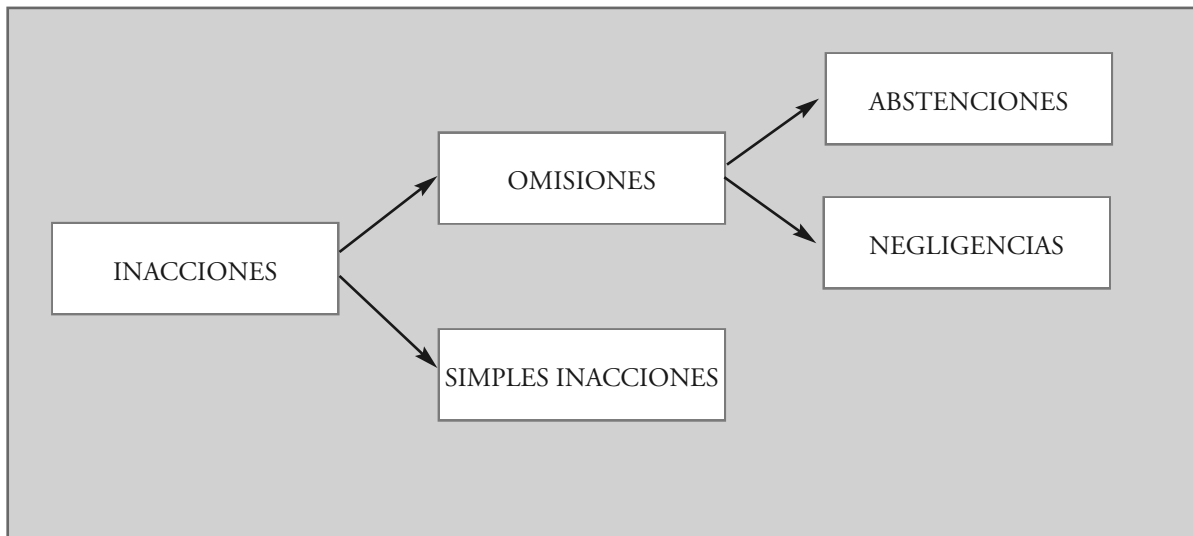 ABSTENCIONES
OMISIONES
NEGLIGENCIAS
INACCIONES
SIMPLES INACCIONES